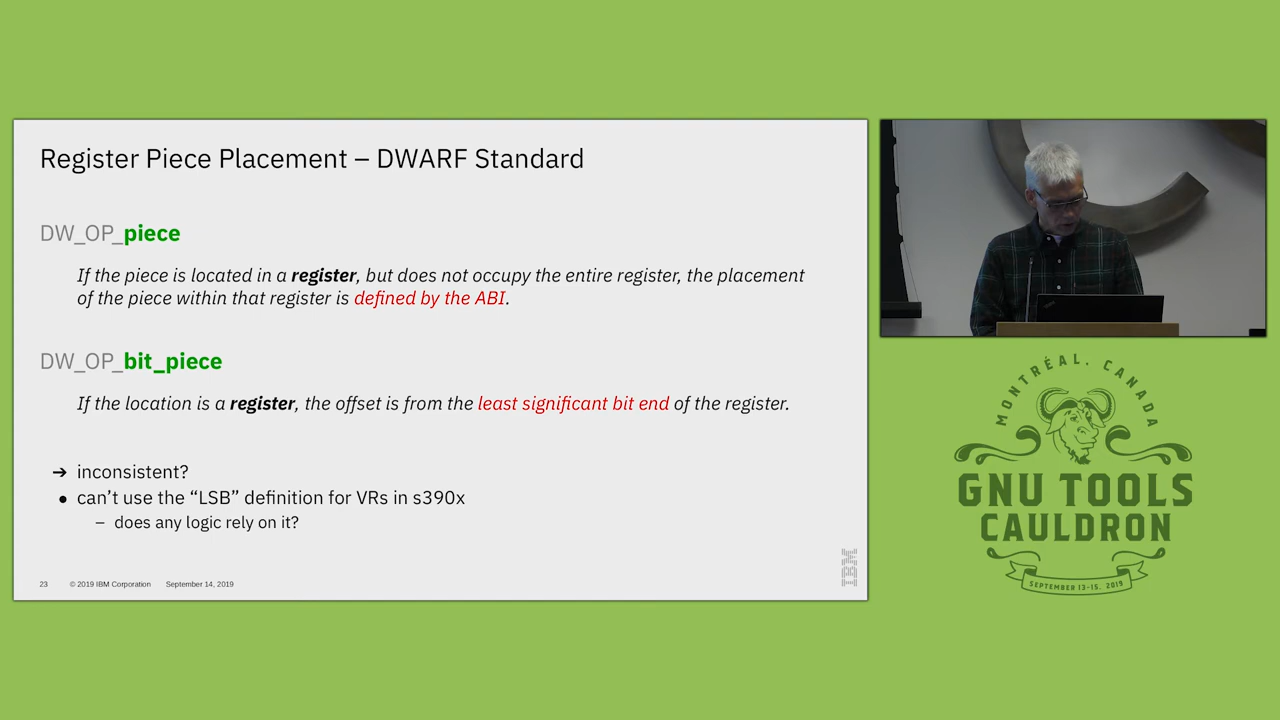 Register Piece Placement – DWARF Standard
DW_OP_piece
If the piece is located in a register, but does not occupy the entire register, the placement
of the piece within that register is defined by the ABI.
DW_OP_bit_piece
If the location is a register, the offset is from the least significant bit end of the register.
➔ inconsistent?
● can’t use the “LSB” definition for VRs in s390x
– does any logic rely on it?
23 © 2019 IBM Corporation September 14, 2019
IBM
MONTRÉAL, CANADA
GNU TOOLS
CAULDRON
SEPTEMBER 13-15, 2019